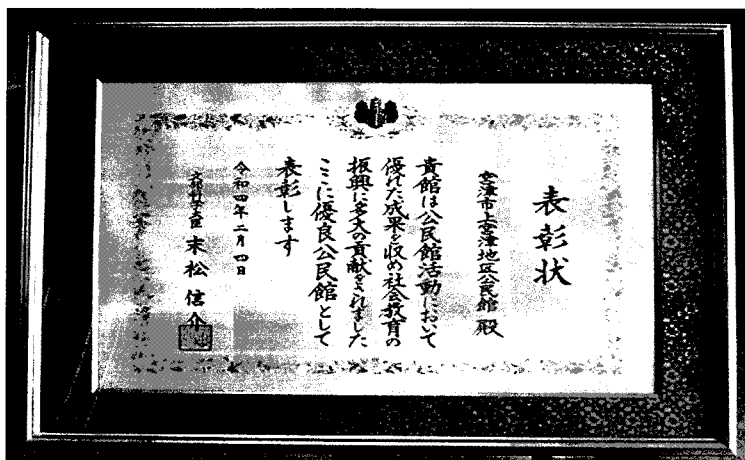 表彰状
宮津市上宮津地区公民館 殿
貴館は公民館活動において
優れた成果を収め社会教育の
振興に多大の貢献をされました
ここに優良公民館として
表彰します
令和四年二月四日
文部科学大臣 末松 信介